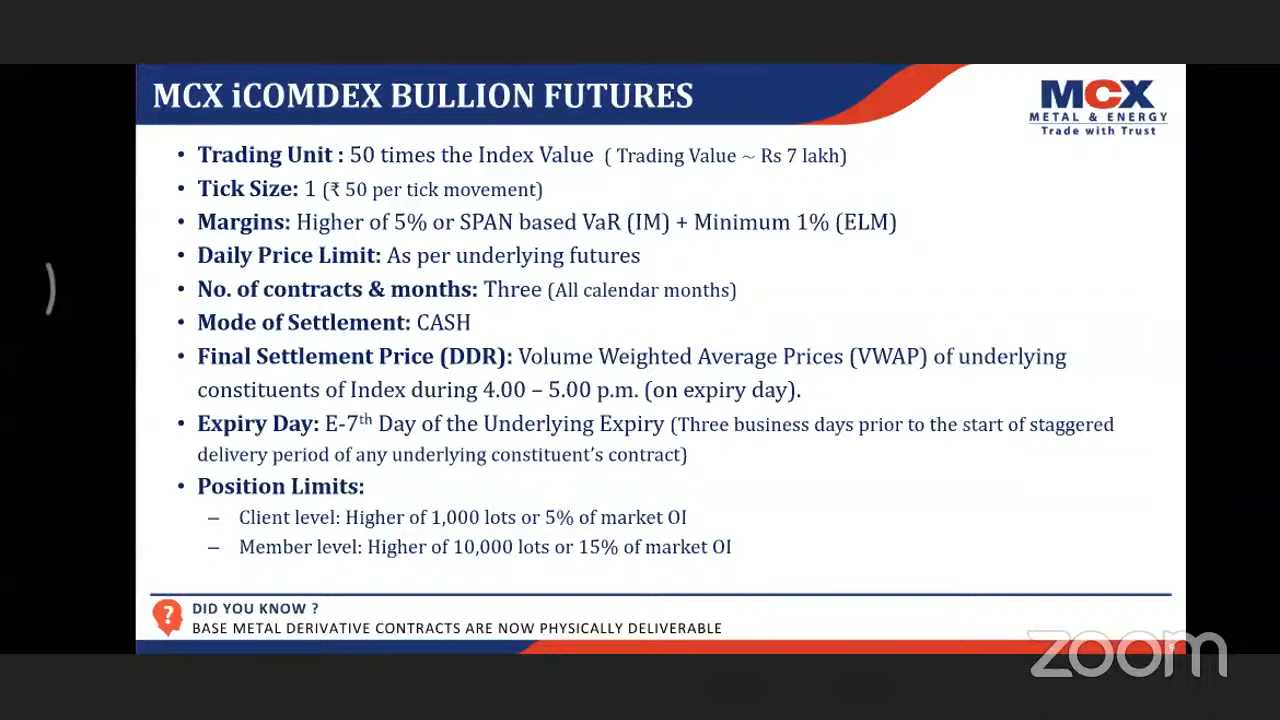 MCX iCOMDEX BULLION FUTURES
MCX
METAL & ENERGY
Trade with Trust
• Trading Unit : 50 times the Index Value ( Trading Value ~ Rs 7 lakh)
• Tick Size: 1 (₹ 50 per tick movement)
• Margins: Higher of 5% or SPAN based VaR (IM) + Minimum 1% (ELM)
• Daily Price Limit: As per underlying futures
• No. of contracts & months: Three (All calendar months)
• Mode of Settlement: CASH
• Final Settlement Price (DDR): Volume Weighted Average Prices (VWAP) of underlying
constituents of Index during 4.00 – 5.00 p.m. (on expiry day).
• Expiry Day: E-7th Day of the Underlying Expiry (Three business days prior to the start of staggered
delivery period of any underlying constituent's contract)
• Position Limits:
– Client level: Higher of 1,000 lots or 5% of market OI
– Member level: Higher of 10,000 lots or 15% of market OI
?
DID YOU KNOW ?
BASE METAL DERIVATIVE CONTRACTS ARE NOW PHYSICALLY DELIVERABLE
zoom